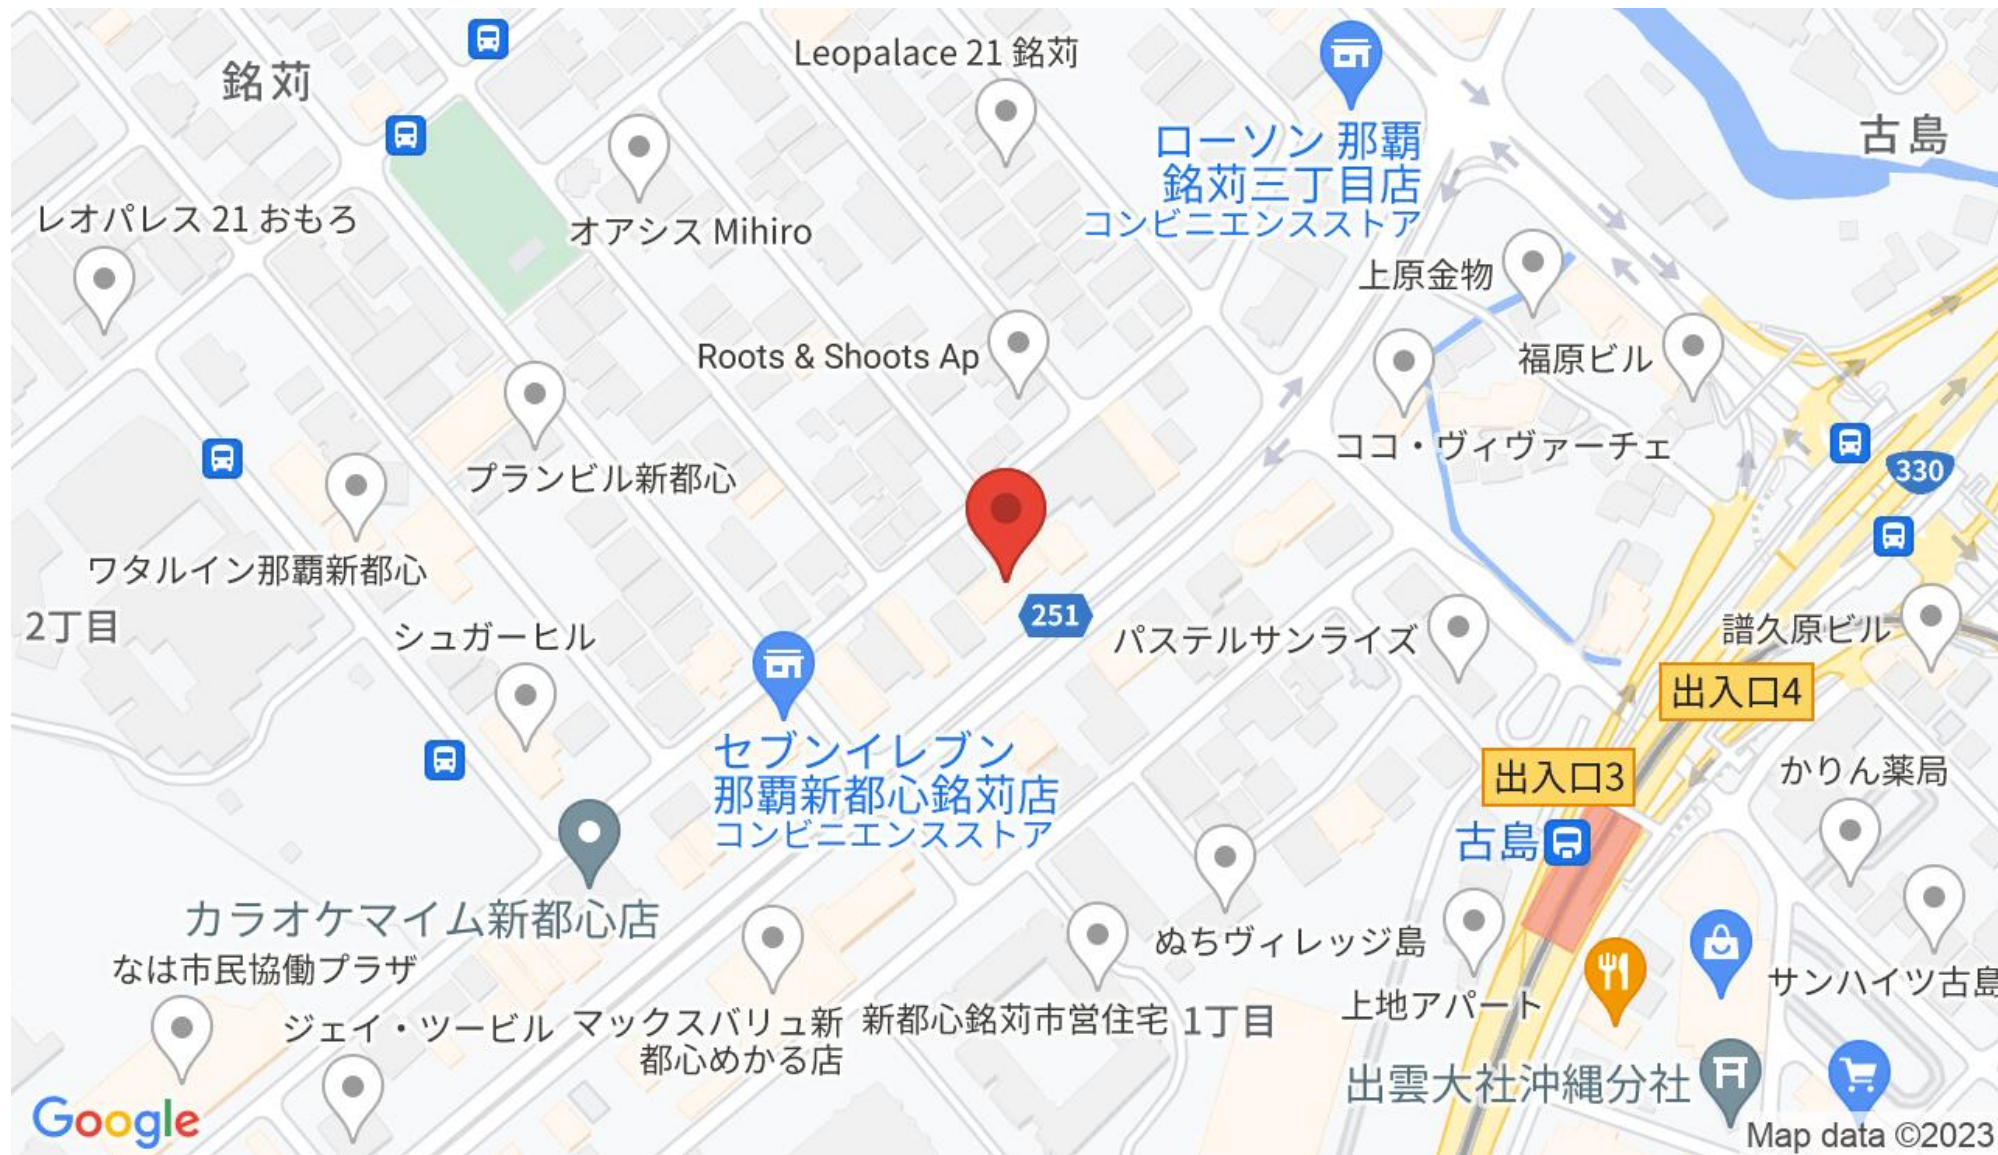 Leopalace 21 銘苅
銘苅
ローソン 那覇
銘苅三丁目店
コンビニエンスストア
古島
レオパレス 21 おもろ
オアシス Mihiro
上原金物
Roots & Shoots Ap
福原ビル
ココ・ヴィヴァーチェ
330
プランビル新都心
ワタルイン那覇新都心
2丁目
シュガーヒル
251
パステルサンライズ
譜久原ビル
出入口4
セブンイレブン
那覇新都心銘苅店
コンビニエンスストア
出入口3
かりん薬局
古島
カラオケマイム新都心店
なは市民協働プラザ
ぬちヴィレッジ島
サンハイツ古島
上地アパート
ジェイ・ツービル
マックスバリュ新
都心めかる店
新都心銘苅市営住宅
1丁目
出雲大社沖縄分社
Google
Map data ©2023